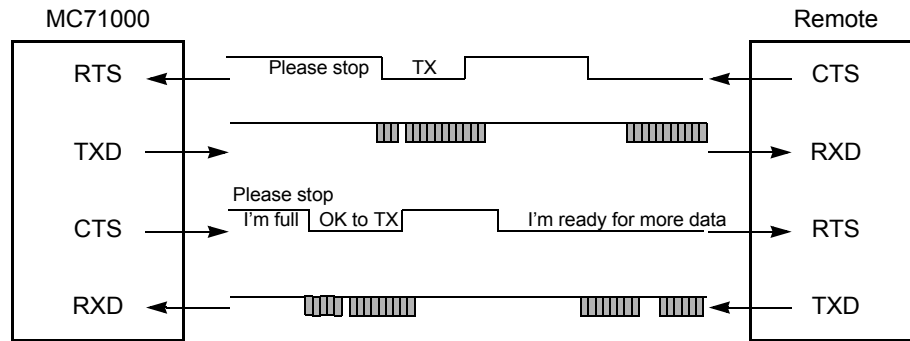 MC71000 Remote
RTS Please stop TX CTS
TXD RXD
Please stop
CTS I'm full OK to TX I'm ready for more data RTS
RXD TXD